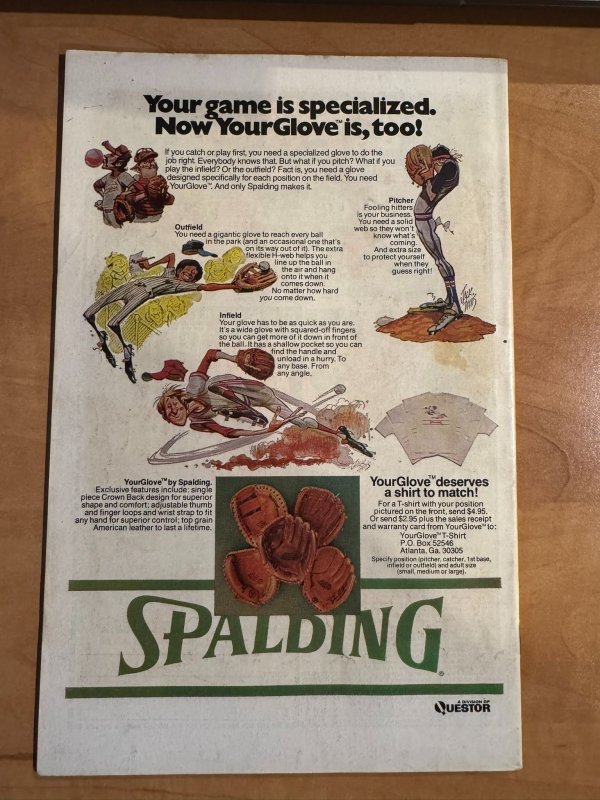 Your game is specialized.
Now YourGlove™ is, too!
If you catch or play first, you need a specialized glove to do the
job right. Everybody knows that. But what if you pitch? What if you
play the infield? Or the outfield? Fact is, you need a glove
designed specifically for each position on the field. You need
YourGlove™. And only Spalding makes it.
Outfield
You need a gigantic glove to reach every ball
in the park (and an occasional one that's
on its way out of it). The extra
flexible H-web helps you
line up the ball in
the air and hang
onto it when it
comes down.
No matter how hard
you come down.
Pitcher
Fooling hitters
is your business.
You need a solid
web so they won't
know what's
coming.
And extra size
to protect yourself
when they
guess right!
Infield
Your glove has to be as quick as you are.
It's a wide glove with squared-off fingers
so you can get more of it down in front of
the ball. It has a shallow pocket so you can
find the handle and
unload in a hurry. To
any base. From
any angle.
YourGlove™ by Spalding.
Exclusive features include: single
piece Crown Back design for superior
shape and comfort; adjustable thumb
and finger loops and wrist strap to fit
any hand for superior control; top grain
American leather to last a lifetime.
YourGlove™ deserves
a shirt to match!
For a T-shirt with your position
pictured on the front, send $4.95.
Or send $2.95 plus the sales receipt
and warranty card from YourGlove™ to:
YourGlove™ T-Shirt
P.O. Box 52546
Atlanta, Ga. 30305
Specify position (pitcher, catcher, 1st base,
infield or outfield) and adult size
(small, medium or large).
SPALDING®
A DIVISION OF
QUESTOR